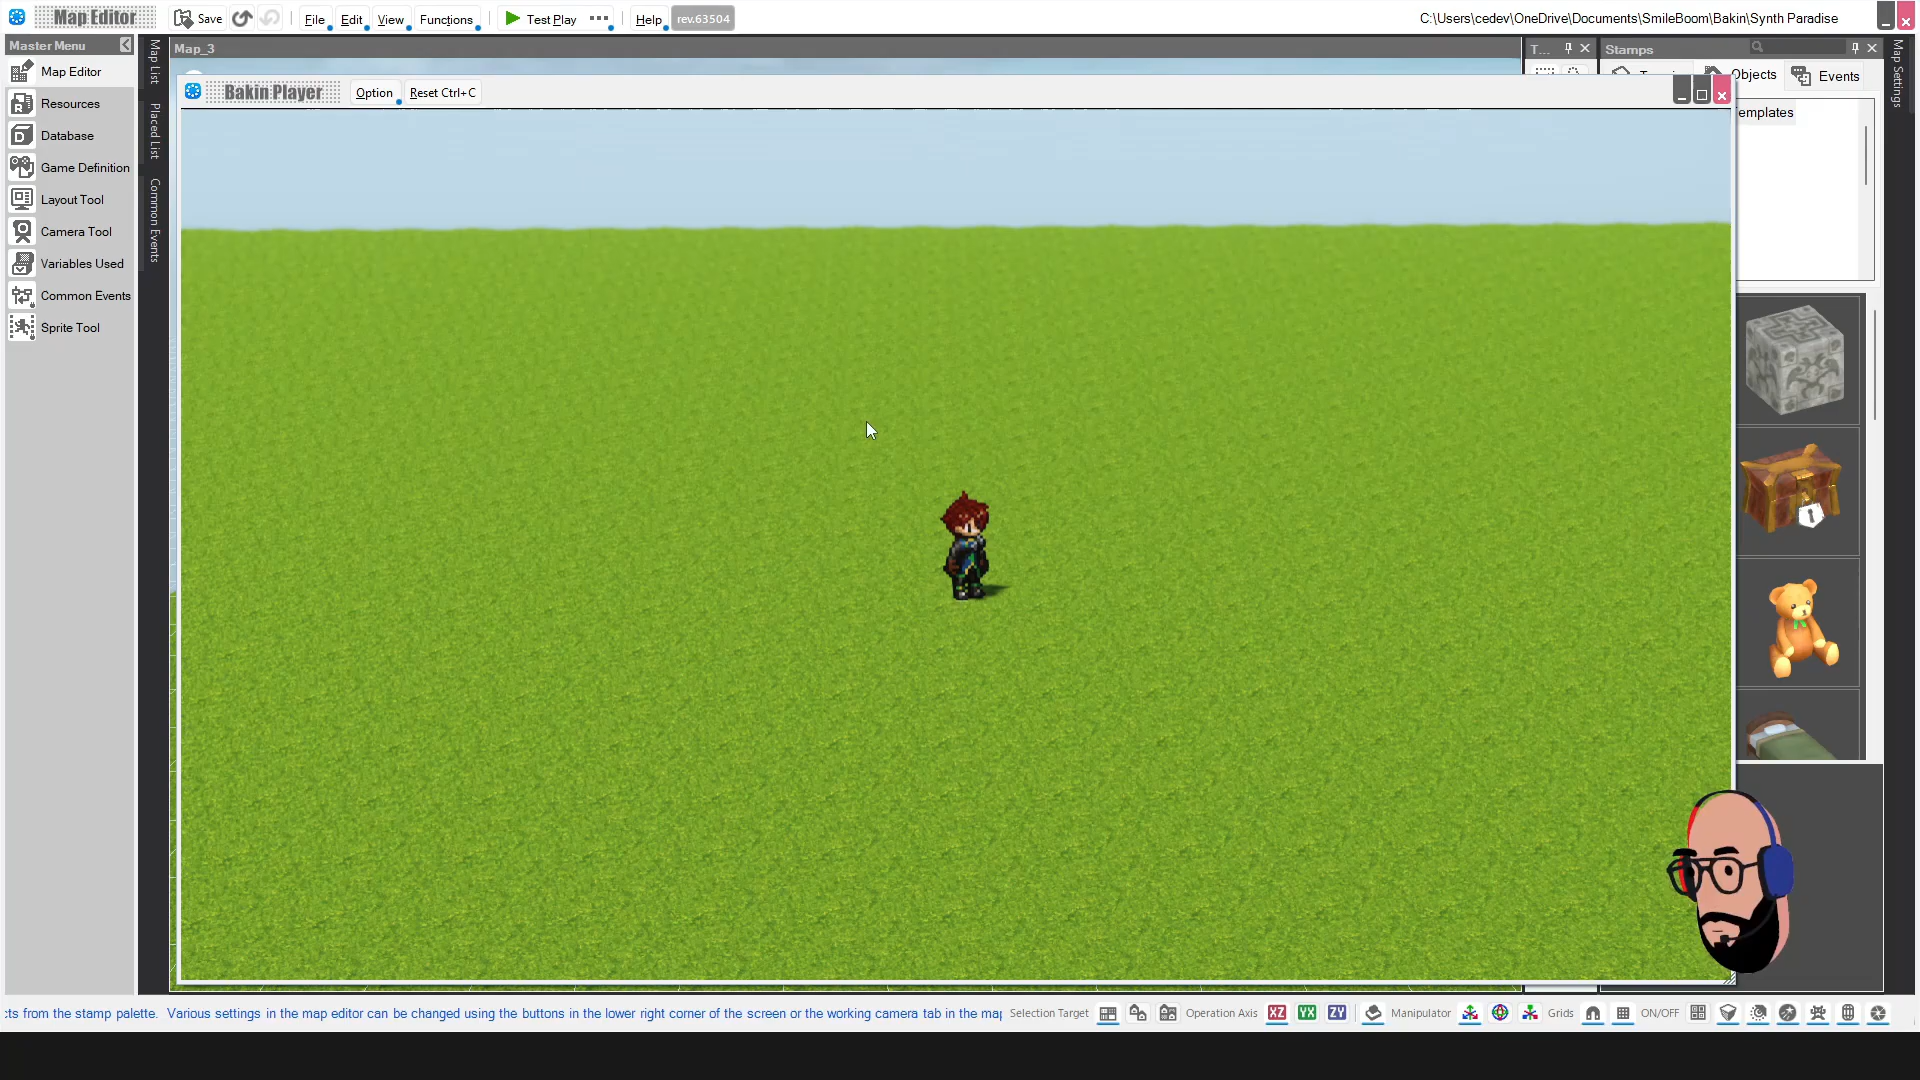 Map Editor
Save
File
Edit
View
Functions
Test Play
Help
rev.63504
C:\Users\cedev\OneDrive\Documents\SmileBoom\Bakin\Synth Paradise
Master Menu
Map Editor
Resources
Database
Game Definition
Layout Tool
Camera Tool
Variables Used
Common Events
Sprite Tool
Map List
Placed List
Common Events
Map_3
T...
Stamps
Map Settings
Objects
Events
Bakin Player
Option
Reset Ctrl+C
emplates
cts from the stamp palette. Various settings in the map editor can be changed using the buttons in the lower right corner of the screen or the working camera tab in the map
Selection Target
Operation Axis
XZ
YX
ZY
Manipulator
Grids
ON/OFF